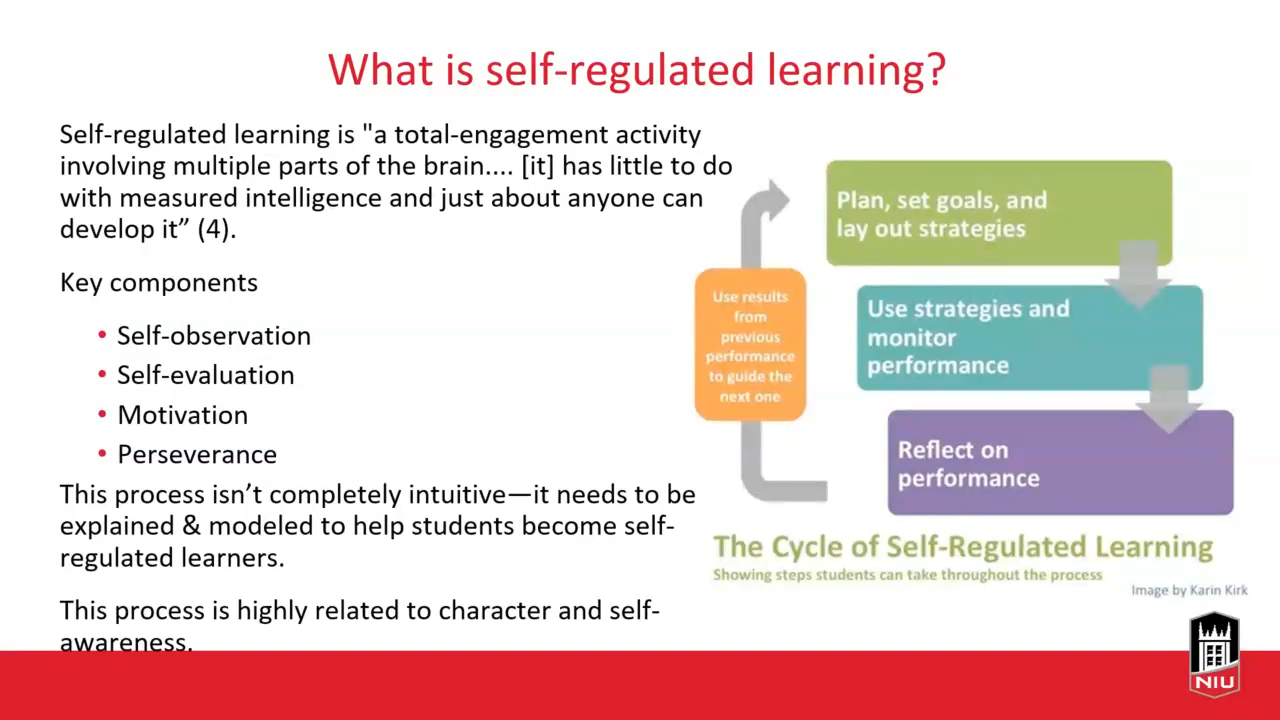 What is self-regulated learning?
Self-regulated learning is "a total-engagement activity
involving multiple parts of the brain.... [it] has little to do
with measured intelligence and just about anyone can
develop it” (4).
Key components
• Self-observation
• Self-evaluation
• Motivation
• Perseverance
This process isn’t completely intuitive—it needs to be
explained & modeled to help students become self-
regulated learners.
This process is highly related to character and self-
awareness.
Plan, set goals, and
lay out strategies
Use strategies and
monitor
performance
Reflect on
performance
Use results
from
previous
performance
to guide the
next one
The Cycle of Self-Regulated Learning
Showing steps students can take throughout the process
Image by Karin Kirk
NIU